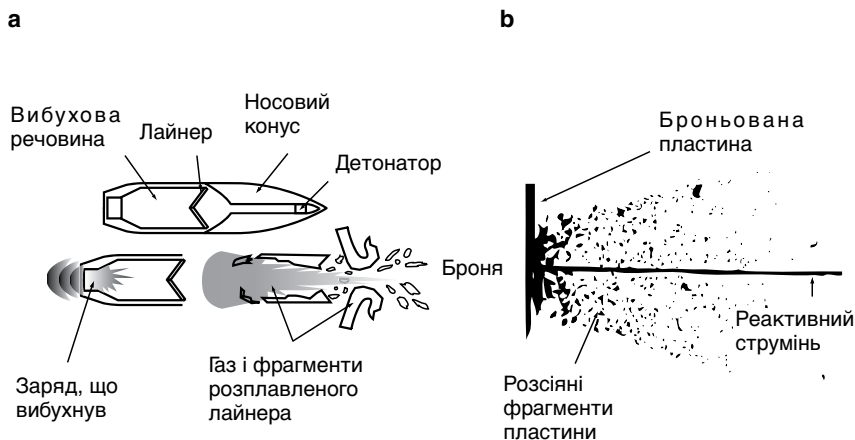 a
b
Вибухова
речовина
Лайнер
Носовий
конус
Детонатор
Броня
Заряд, що
вибухнув
Газ і фрагменти
розплавленого
лайнера
Броньована
пластина
Реактивний
струмінь
Розсіяні
фрагменти
пластини